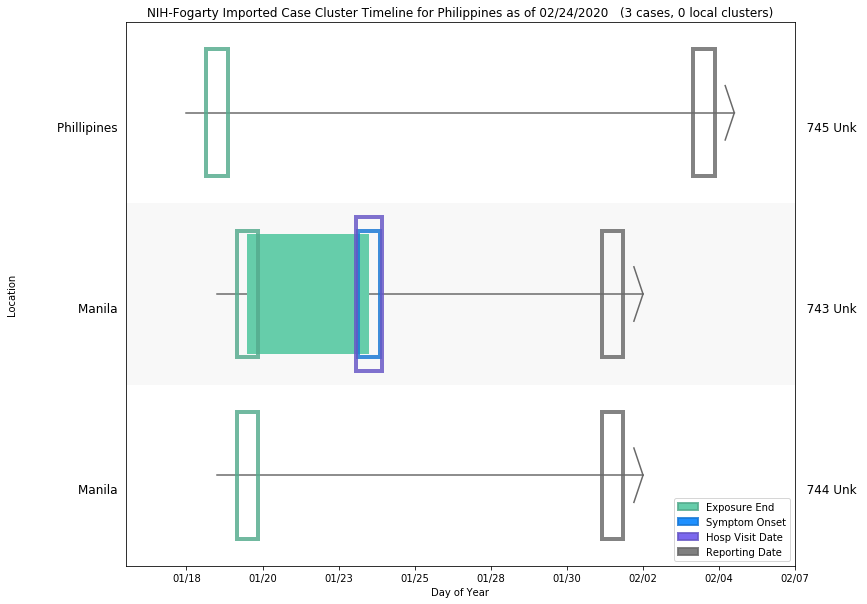 NIH-Fogarty Imported Case Cluster Timeline for Philippines as of 02/24/2020   (3 cases, 0 local clusters)
Phillipines
745 Unk
Location
Manila
743 Unk
Manila
744 Unk
Exposure End
Symptom Onset
Hosp Visit Date
Reporting Date
01/18 01/20 01/23 01/25 01/28 01/30 02/02 02/04 02/07
Day of Year